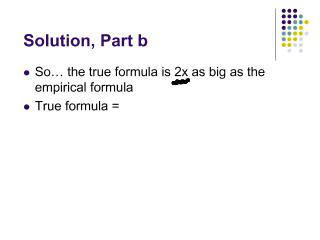 Solution, Part b
So… the true formula is 2x as big as the
empirical formula
True formula =